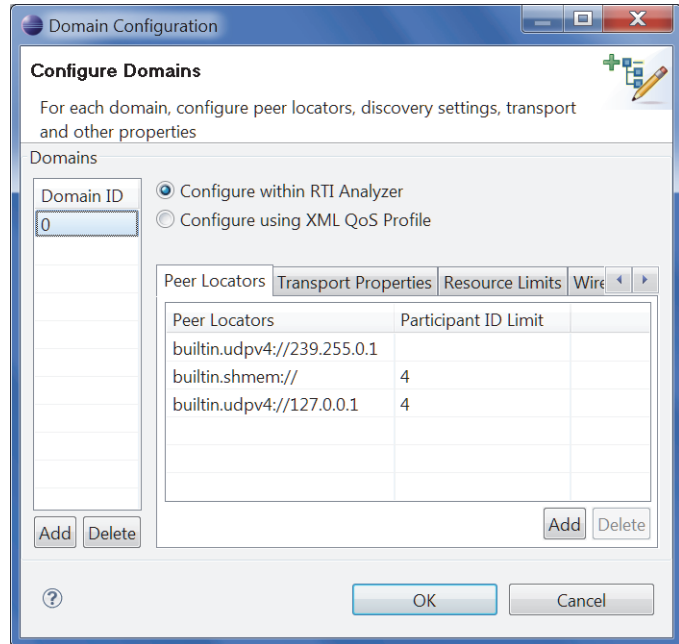 Domain Configuration
Configure Domains
For each domain, configure peer locators, discovery settings, transport
and other properties
Domains
Domain ID
0
Configure within RTI Analyzer
Configure using XML QoS Profile
Peer Locators Transport Properties Resource Limits Wire
Peer Locators Participant ID Limit
builtin.udpv4://239.255.0.1
builtin.shmem:// 4
builtin.udpv4://127.0.0.1 4
Add Delete
Add Delete
?
OK Cancel